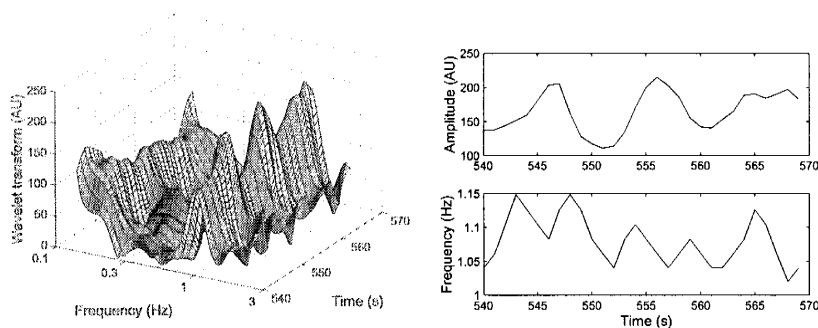 250
200
150
100
50
0
Wavelet transform (AU)
0.1
0.3
1
3
Frequency (Hz)
540
550
560
570
Time (s)
250
200
150
100
Amplitude (AU)
540 545 550 555 560 565 570
1.15
1.1
1.05
1
Frequency (Hz)
540 545 550 555 560 565 570
Time (s)